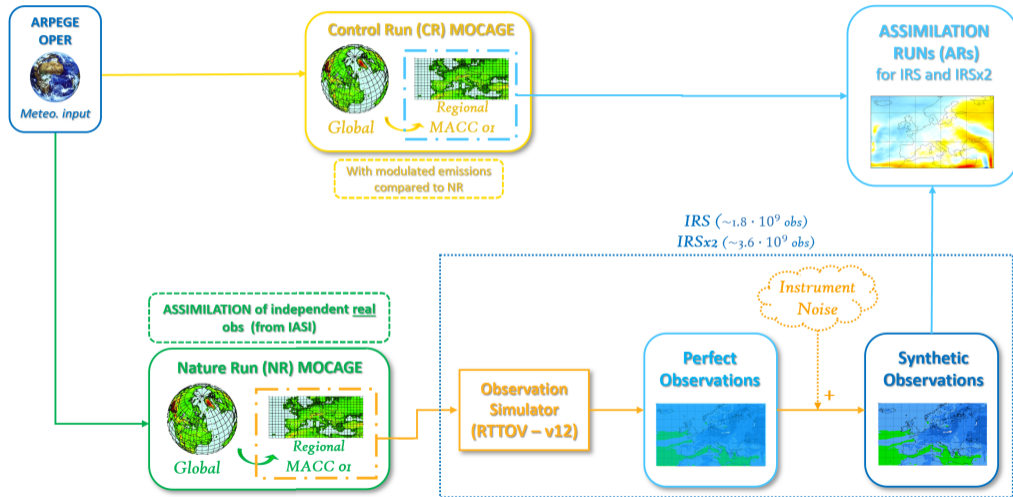 ARPEGE
OPER
Meteo. input
Control Run (CR) MOCAGE
Global
Regional
MACC 01
With modulated emissions
compared to NR
ASSIMILATION
RUNs (ARs)
for IRS and IRSx2
IRS (~1.8 · 10⁹ obs)
IRSx2 (~3.6 · 10⁹ obs)
ASSIMILATION of independent real
obs (from IASI)
Nature Run (NR) MOCAGE
Global
Regional
MACC 01
Observation
Simulator
(RTTOV – v12)
Perfect
Observations
Instrument
Noise
+
Synthetic
Observations